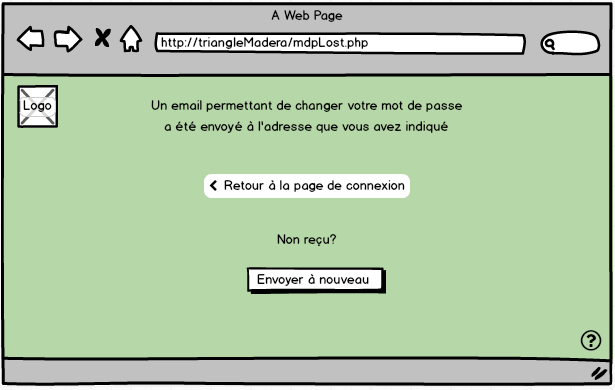 A Web Page
http://triangleMadera/mdpLost.php
Logo
Un email permettant de changer votre mot de passe
a été envoyé à l'adresse que vous avez indiqué
Retour à la page de connexion
Non reçu?
Envoyer à nouveau
?